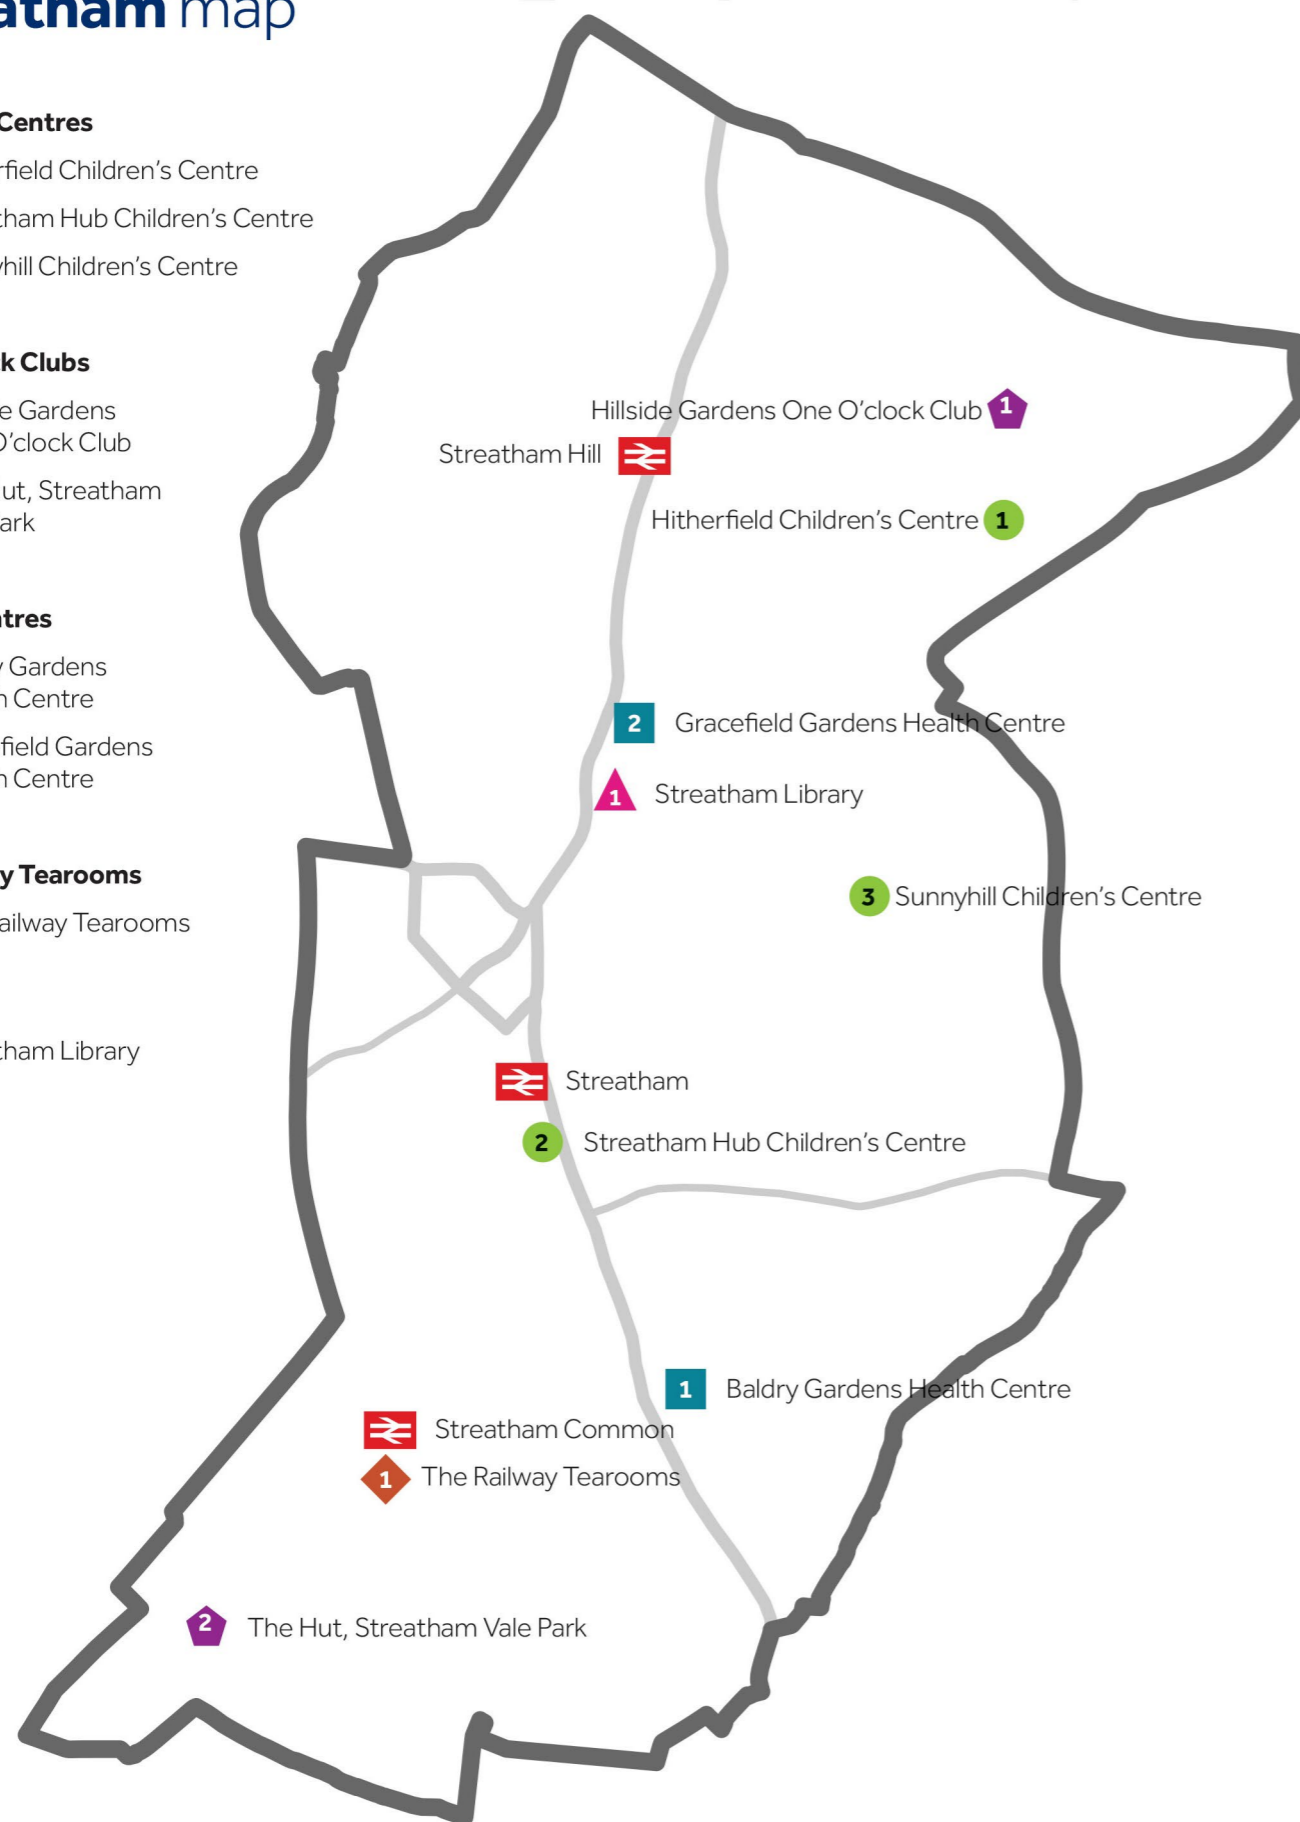 atham map
Centres
rfield Children's Centre
tham Hub Children's Centre
yhill Children's Centre
ck Clubs
e Gardens
O'clock Club
ut, Streatham
ark
ntres
y Gardens
h Centre
field Gardens
h Centre
y Tearooms
ailway Tearooms
tham Library
Hillside Gardens One O'clock Club 1
Streatham Hill
Hitherfield Children's Centre 1
2 Gracefield Gardens Health Centre
1 Streatham Library
3 Sunnyhill Children's Centre
Streatham
2 Streatham Hub Children's Centre
1 Baldry Gardens Health Centre
Streatham Common
1 The Railway Tearooms
2 The Hut, Streatham Vale Park